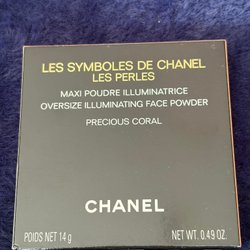 LES SYMBOLES DE CHANEL
LES PERLES
MAXI POUDRE ILLUMINATRICE
OVERSIZE ILLUMINATING FACE POWDER
PRECIOUS CORAL
CHANEL
POIDS NET 14 g
NET WT. 0.49 OZ.